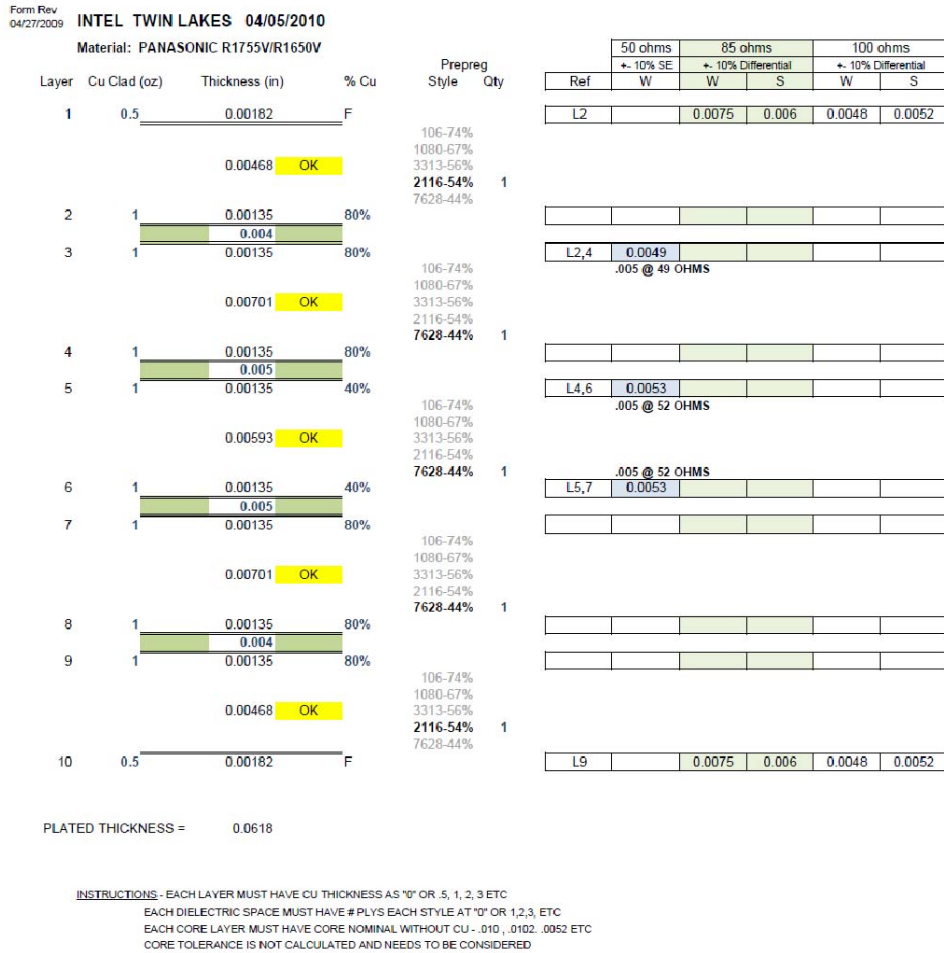 Form Rev
04/27/2009 INTEL TWIN LAKES 04/05/2010
Material: PANASONIC R1755V/R1650V
50 ohms 85 ohms 100 ohms
Prepreg +- 10% SE +- 10% Differential +- 10% Differential
Layer Cu Clad (oz) Thickness (in) % Cu Style Qty Ref W W S W S
1 0.5 0.00182 F L2 0.0075 0.006 0.0048 0.0052
106-74%
1080-67%
0.00468 OK 3313-56%
2116-54% 1
7628-44%
2 1 0.00135 80%
0.004
3 1 0.00135 80% L2,4 0.0049
106-74% .005 @ 49 OHMS
1080-67%
0.00701 OK 3313-56%
2116-54%
7628-44% 1
4 1 0.00135 80%
0.005
5 1 0.00135 40% L4,6 0.0053
106-74% .005 @ 52 OHMS
1080-67%
0.00593 OK 3313-56%
2116-54%
7628-44% 1 .005 @ 52 OHMS
6 1 0.00135 40% L5,7 0.0053
0.005
7 1 0.00135 80%
106-74%
1080-67%
0.00701 OK 3313-56%
2116-54%
7628-44% 1
8 1 0.00135 80%
0.004
9 1 0.00135 80%
106-74%
1080-67%
0.00468 OK 3313-56%
2116-54% 1
7628-44%
10 0.5 0.00182 F L9 0.0075 0.006 0.0048 0.0052
PLATED THICKNESS = 0.0618
INSTRUCTIONS - EACH LAYER MUST HAVE CU THICKNESS AS "0" OR .5, 1, 2, 3 ETC
EACH DIELECTRIC SPACE MUST HAVE # PLYS EACH STYLE AT "0" OR 1,2,3, ETC
EACH CORE LAYER MUST HAVE CORE NOMINAL WITHOUT CU - .010 , .0102. .0052 ETC
CORE TOLERANCE IS NOT CALCULATED AND NEEDS TO BE CONSIDERED